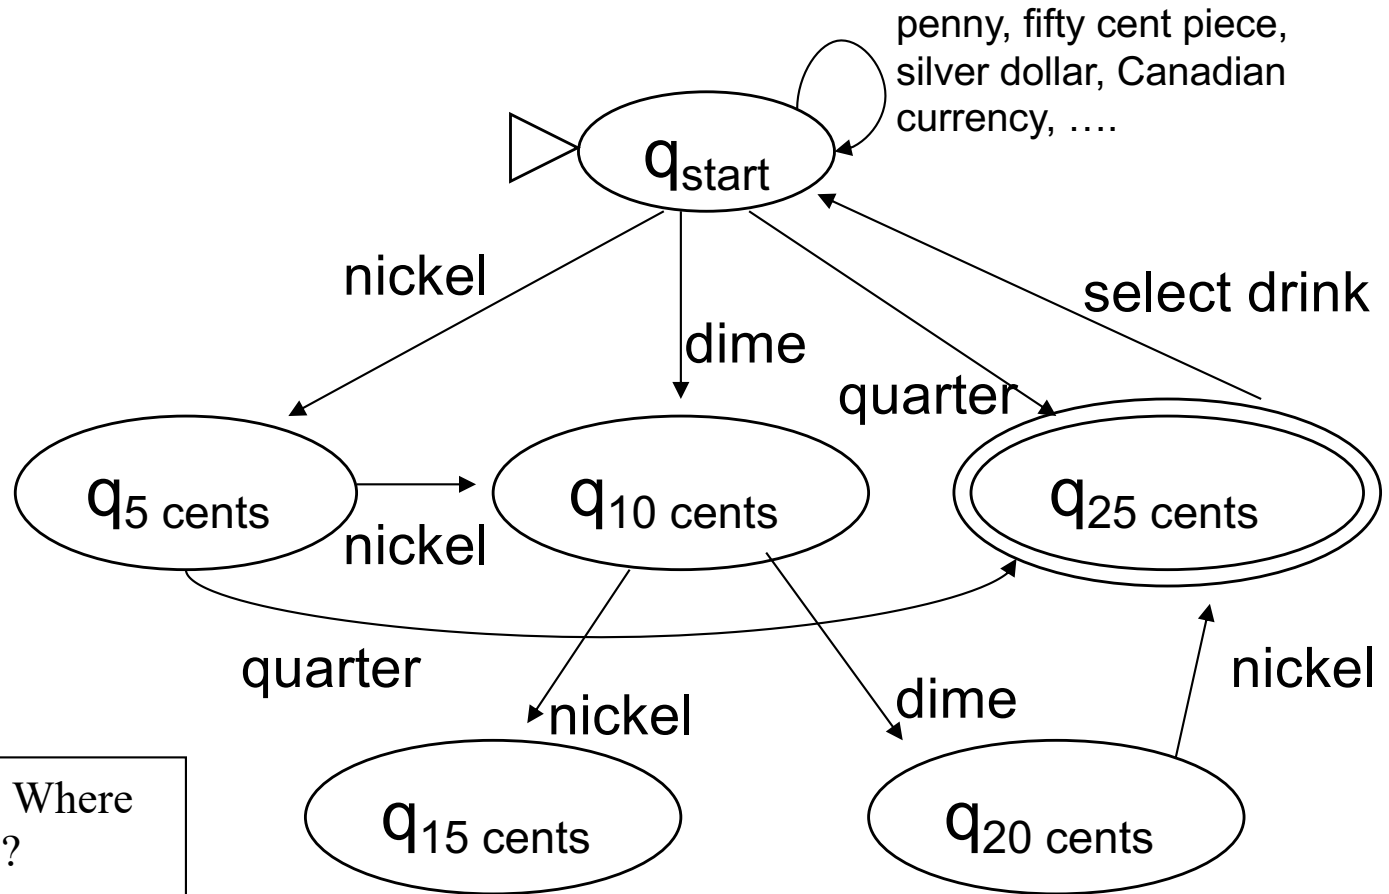 penny, fifty cent piece,
silver dollar, Canadian
currency, ....
qstart
nickel
dime
quarter
select drink
q5 cents
nickel
q10 cents
q25 cents
quarter
nickel
dime
nickel
q15 cents
q20 cents
Where
?